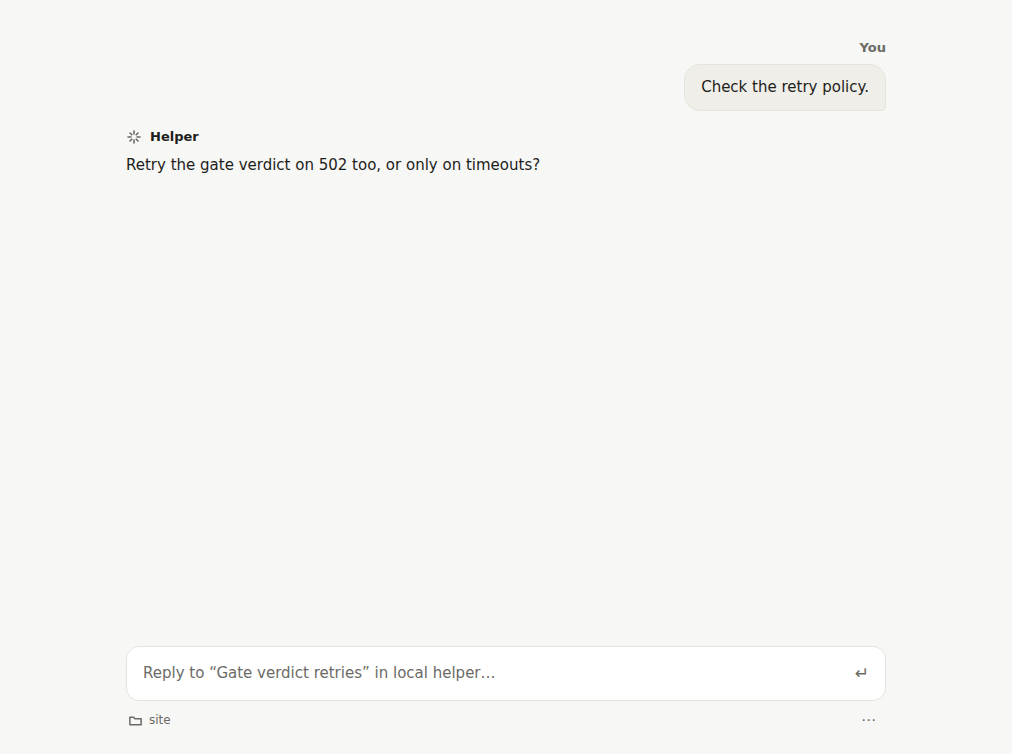 You
Check the retry policy.
Helper
Retry the gate verdict on 502 too, or only on timeouts?
Reply to “Gate verdict retries” in local helper…
site